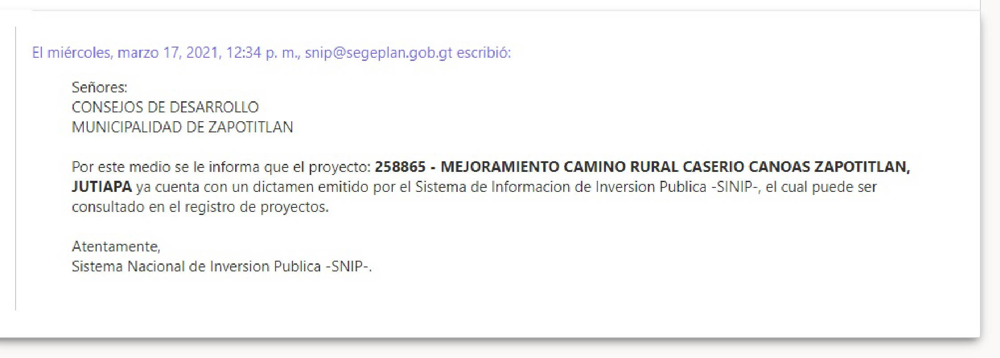 El miércoles, marzo 17, 2021, 12:34 p. m., snip@segeplan.gob.gt escribió:
Señores:
CONSEJOS DE DESARROLLO
MUNICIPALIDAD DE ZAPOTITLAN
Por este medio se le informa que el proyecto: 258865 - MEJORAMIENTO CAMINO RURAL CASERIO CANOAS ZAPOTITLAN,
JUTIAPA ya cuenta con un dictamen emitido por el Sistema de Informacion de Inversion Publica -SINIP-, el cual puede ser
consultado en el registro de proyectos.
Atentamente,
Sistema Nacional de Inversion Publica -SNIP-.